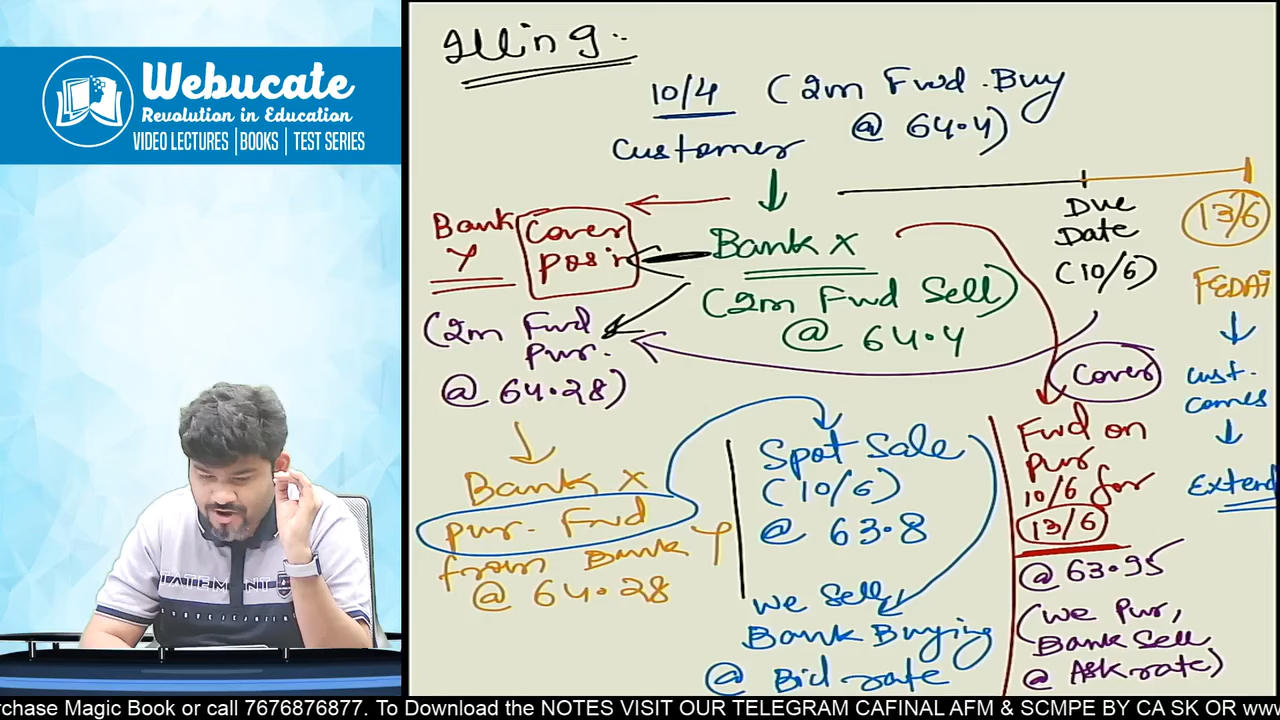 Webucate
Revolution in Education
VIDEO LECTURES | BOOKS | TEST SERIES
Illin 9.
10/4 (2m Fwd. Buy
@ 64.4)
Customer
Bank X
(2m Fwd Sell)
@ 64.4
Bank
Y
Cover
posⁿ
(2m Fwd
pur.
@ 64.28)
Bank X
pur. Fwd
from Bank Y
@ 64.28
Spot Sale
(10/6)
@ 63.8
we Sell,
Bank Buying
@ Bid rate
Due
Date
(10/6)
Cover
Fwd on
pur
10/6 for
13/6
@ 63.95
(we Pur,
Bank Sell
@ Ask rate)
13/6
FEDAI
Cust.
comes
Extend
TATEMENT
rchase Magic Book or call 7676876877. To Download the NOTES VISIT OUR TELEGRAM CAFINAL AFM & SCMPE BY CA SK OR ww